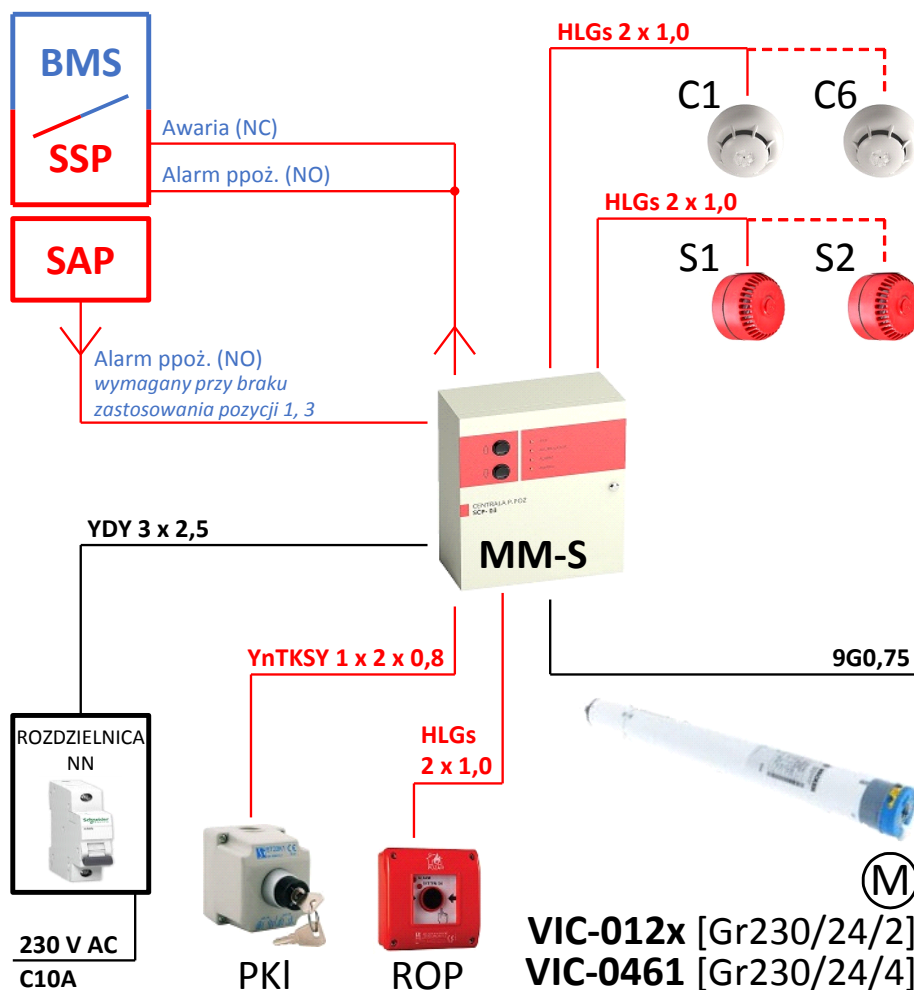 BMS
SSP
Awaria (NC)
Alarm ppoż. (NO)
SAP
Alarm ppoż. (NO)
wymagany przy braku
zastosowania pozycji 1, 3
HLGs 2 x 1,0
C1
C6
HLGs 2 x 1,0
S1
S2
CENTRALA P.POŻ
SCP-
MM-S
YDY 3 x 2,5
YnTKSY 1 x 2 x 0,8
9G0,75
HLGs
2 x 1,0
ROZDZIELNICA
NN
Schneider
230 V AC
C10A
PKl
ROP
M
VIC-012x [Gr230/24/2]
VIC-0461 [Gr230/24/4]